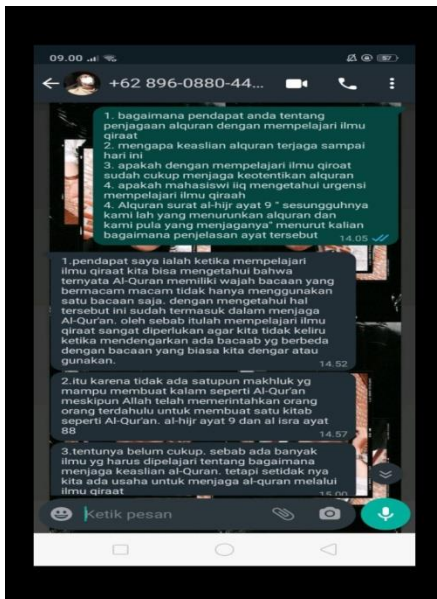 09.00
57
+62 896-0880-44...
1. bagaimana pendapat anda tentang
penjagaan alquran dengan mempelajari ilmu
qiraat
2. mengapa keaslian alquran terjaga sampai
hari ini
3. apakah dengan mempelajari ilmu qiroat
sudah cukup menjaga keotentikan alquran
4. apakah mahasiswi iiq mengetahui urgensi
mempelajari ilmu qiraah
4. Alquran surat al-hijr ayat 9 " sesungguhnya
kami lah yang menurunkan alquran dan
kami pula yang menjaganya" menurut kalian
bagaimana penjelasan ayat tersebut
14.05
1.pendapat saya ialah ketika mempelajari
ilmu qiraat kita bisa mengetahui bahwa
ternyata Al-Quran memiliki wajah bacaan yang
bermacam macam tidak hanya menggunakan
satu bacaan saja. dengan mengetahui hal
tersebut ini sudah termasuk dalam menjaga
Al-Qur'an. oleh sebab itulah mempelajari ilmu
qiraat sangat diperlukan agar kita tidak keliru
ketika mendengarkan ada bacaab yg berbeda
dengan bacaan yang biasa kita dengar atau
gunakan.
14.52
2.itu karena tidak ada satupun makhluk yg
mampu membuat kalam seperti Al-Qur'an
meskipun Allah telah memerintahkan orang
orang terdahulu untuk membuat satu kitab
seperti Al-Qur'an. al-hijr ayat 9 dan al isra ayat
88
14.57
3.tentunya belum cukup. sebab ada banyak
ilmu yg harus dipelajari tentang bagaimana
menjaga keaslian al-Quran. tetapi setidak nya
kita ada usaha untuk menjaga al-quran melalui
ilmu qiraat
15.00
Ketik pesan